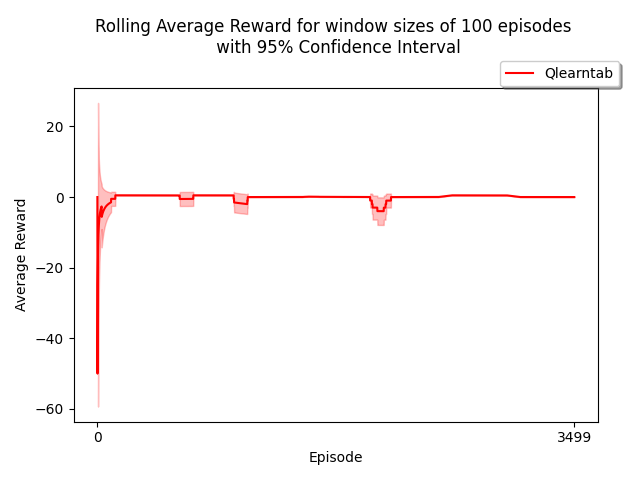 Rolling Average Reward for window sizes of 100 episodes
with 95% Confidence Interval
Qlearntab
20
0
−20
−40
−60
Average Reward
0
3499
Episode